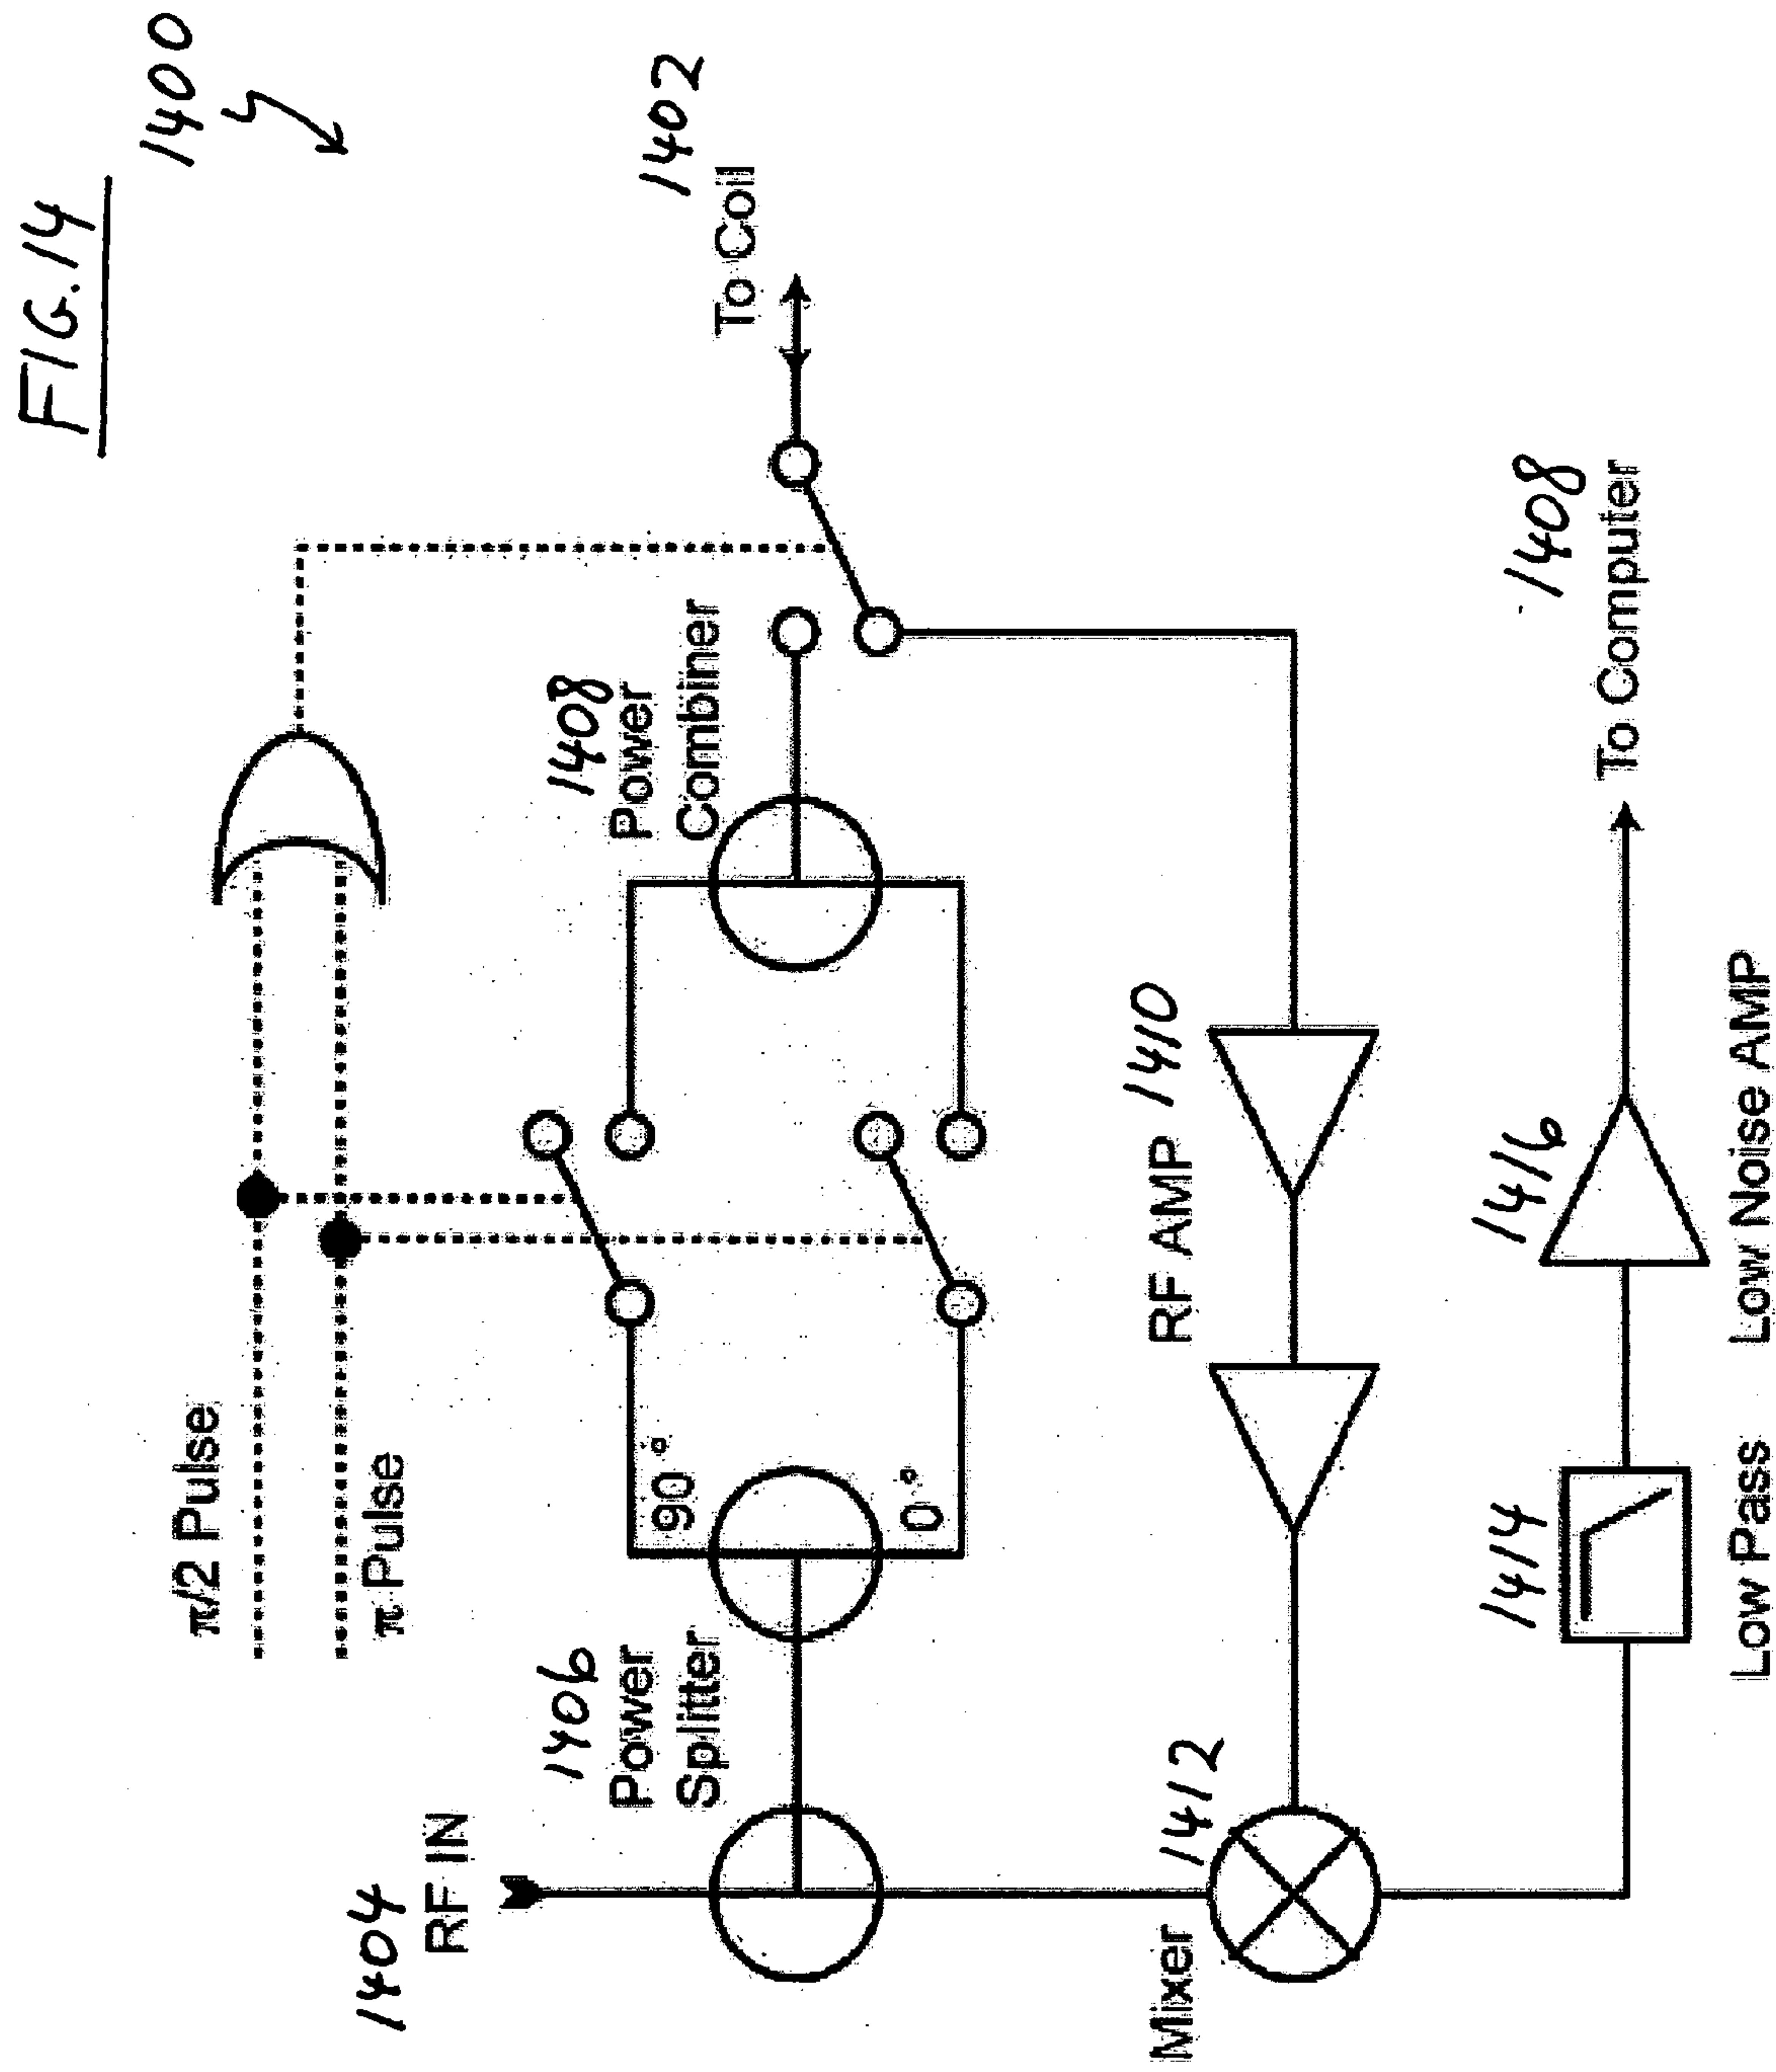 FIG.14
1400
π/2 Pulse
π Pulse
1404
RF IN
1406
Power
Splitter
90°
0°
1408
Power
Combiner
1402
To Coil
Mixer
1412
RF AMP 1410
1414
Low Pass
1416
Low Noise AMP
1408
To Computer